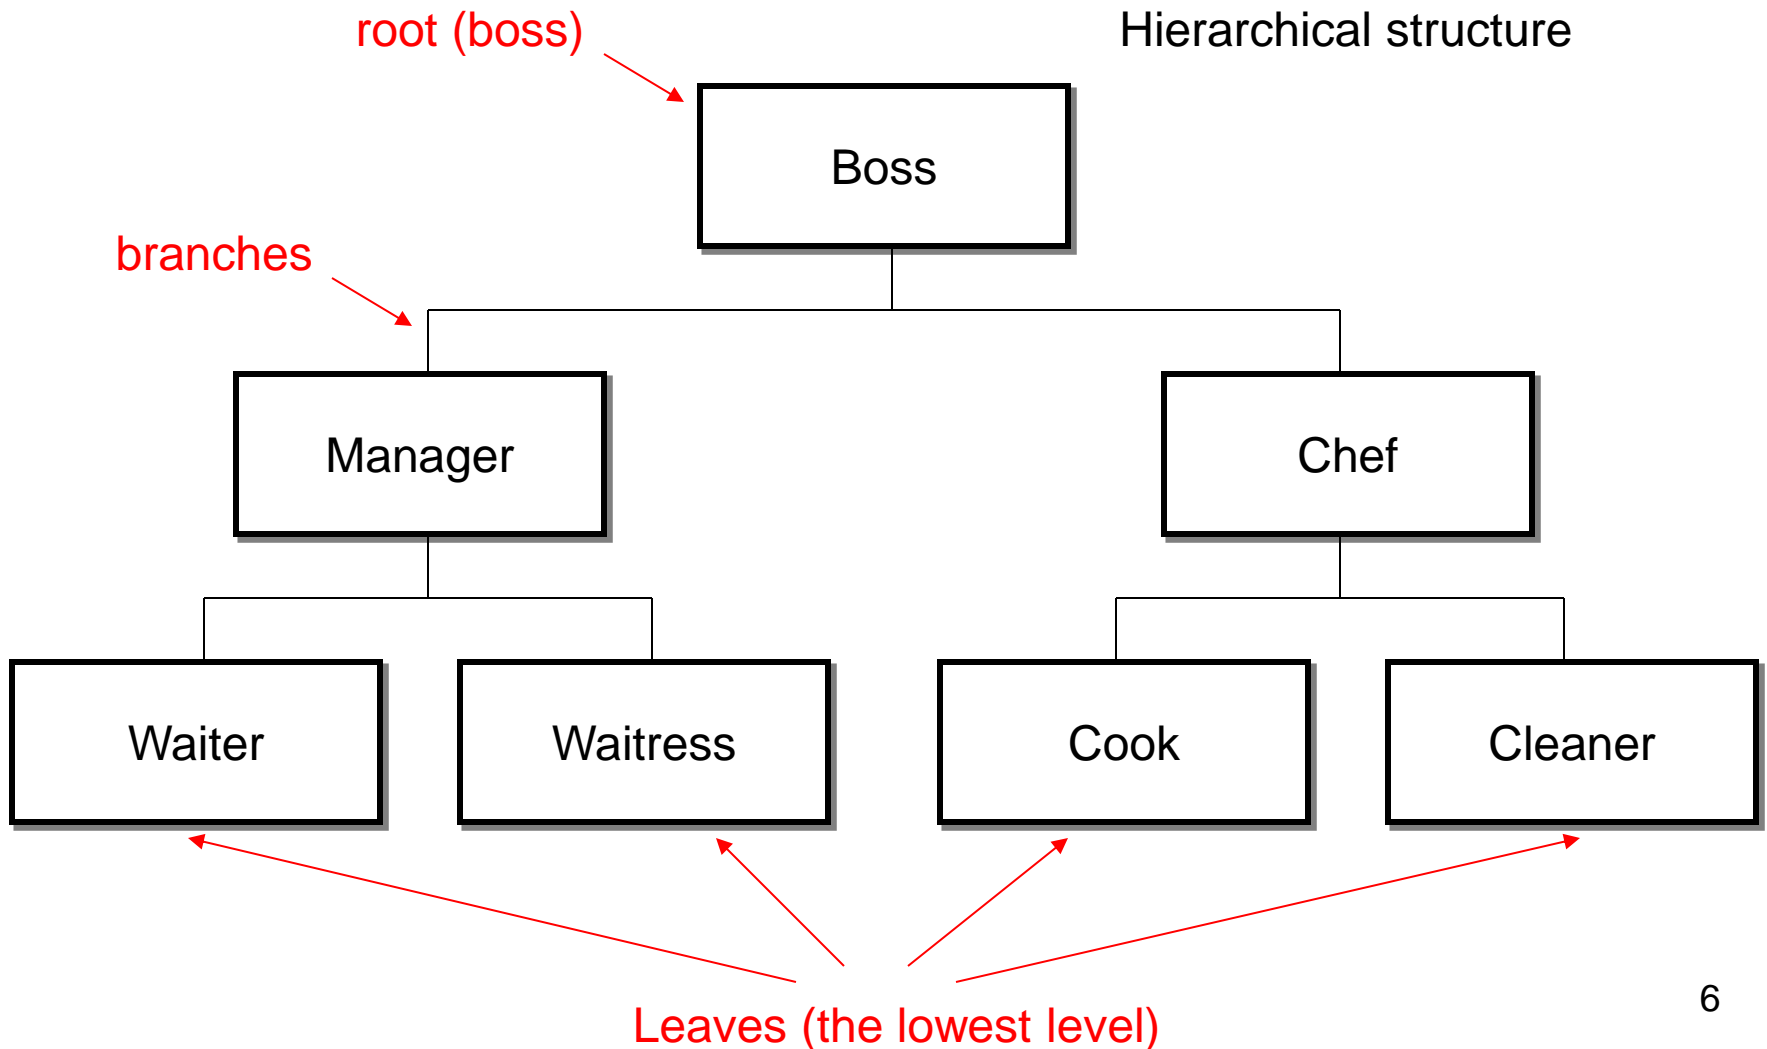 root (boss)
Hierarchical structure
Boss
branches
Manager
Chef
Waiter
Waitress
Cook
Cleaner
Leaves (the lowest level)
6